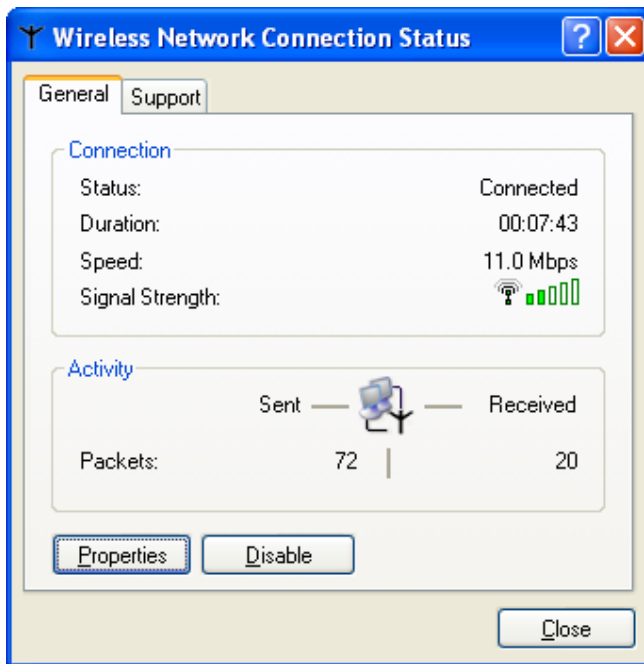 Wireless Network Connection Status
General Support
Connection
Status: Connected
Duration: 00:07:43
Speed: 11.0 Mbps
Signal Strength:
Activity
Sent Received
Packets: 72 20
Properties Disable
Close